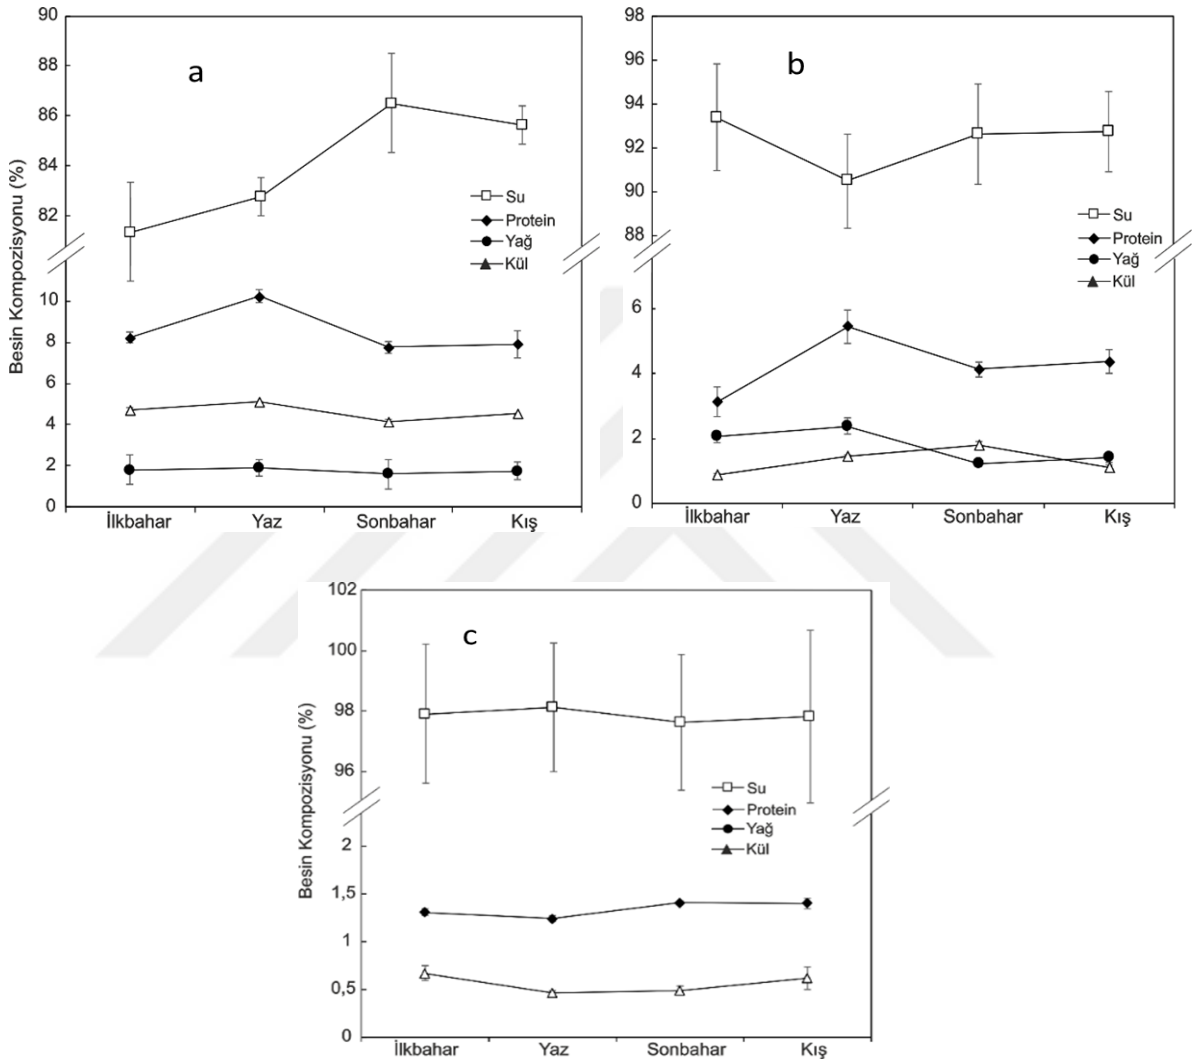 a
Besin Kompozisyonu (%)
90
88
86
84
82
10
8
6
4
2
0
Su
Protein
Yağ
Kül
İlkbahar Yaz Sonbahar Kış
b
98
96
94
92
90
88
6
4
2
0
Su
Protein
Yağ
Kül
İlkbahar Yaz Sonbahar Kış
c
Besin Kompozisyonu (%)
102
100
98
96
2
1,5
1
0,5
0
Su
Protein
Yağ
Kül
İlkbahar Yaz Sonbahar Kış